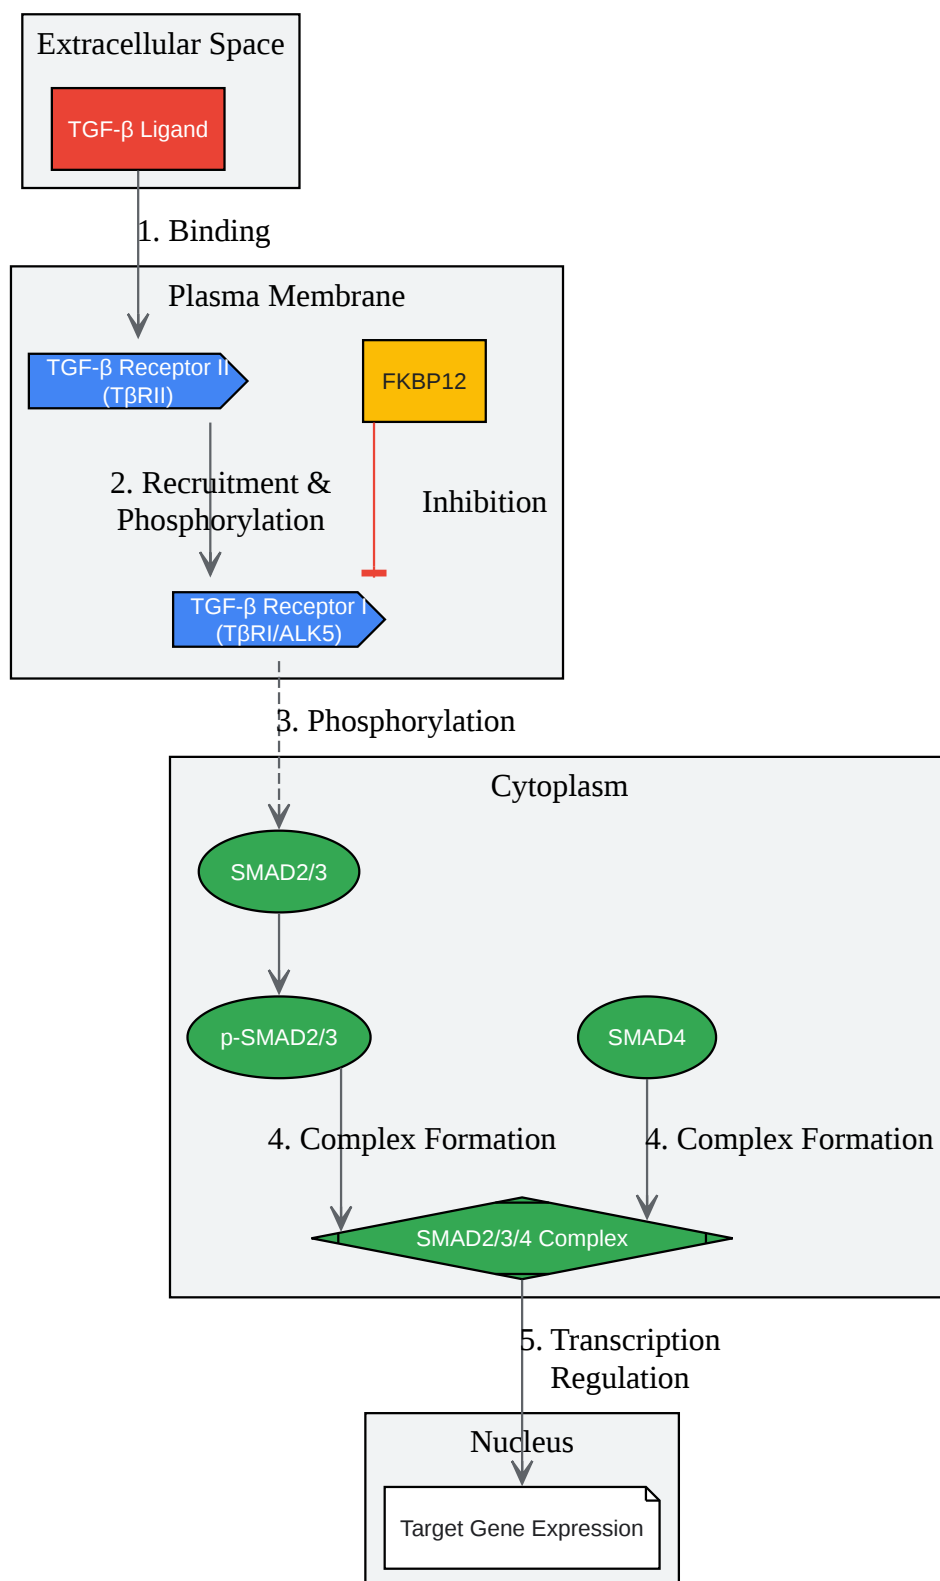 Extracellular Space
TGF-β Ligand
1. Binding
Plasma Membrane
TGF-β Receptor II
(TβRII)
FKBP12
2. Recruitment &
Phosphorylation
Inhibition
TGF-β Receptor I
(TβRI/ALK5)
3. Phosphorylation
Cytoplasm
SMAD2/3
p-SMAD2/3
SMAD4
4. Complex Formation
4. Complex Formation
SMAD2/3/4 Complex
5. Transcription
Regulation
Nucleus
Target Gene Expression